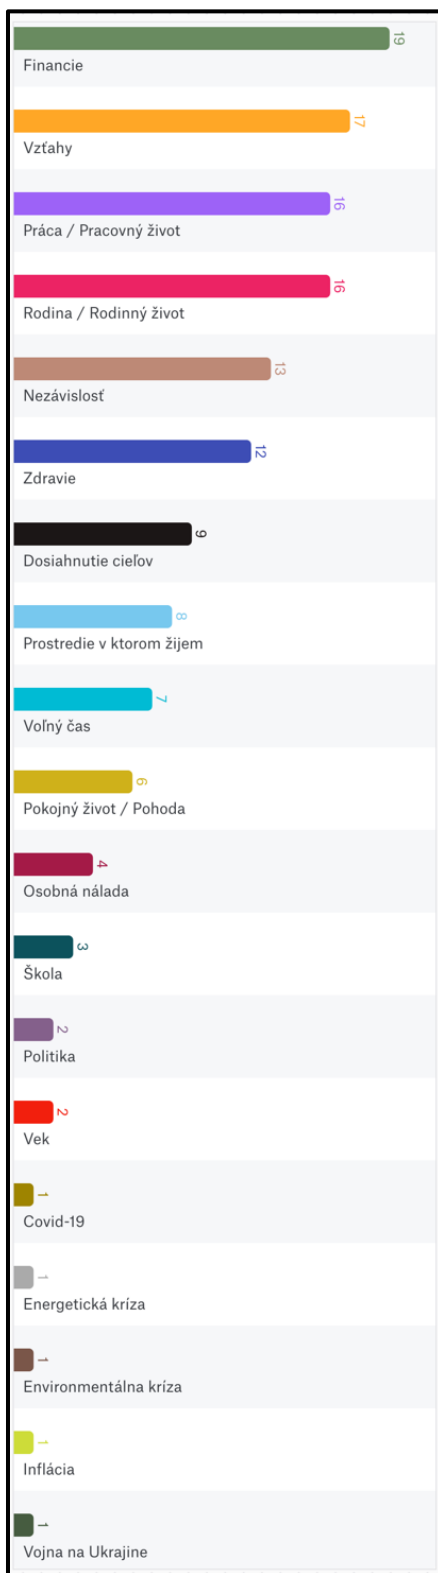 19
Financie
17
Vzťahy
16
Práca / Pracovný život
16
Rodina / Rodinný život
13
Nezávislosť
12
Zdravie
9
Dosiahnutie cieľov
8
Prostredie v ktorom žijem
7
Voľný čas
6
Pokojný život / Pohoda
4
Osobná nálada
3
Škola
2
Politika
2
Vek
1
Covid-19
1
Energetická kríza
1
Environmentálna kríza
1
Inflácia
1
Vojna na Ukrajine